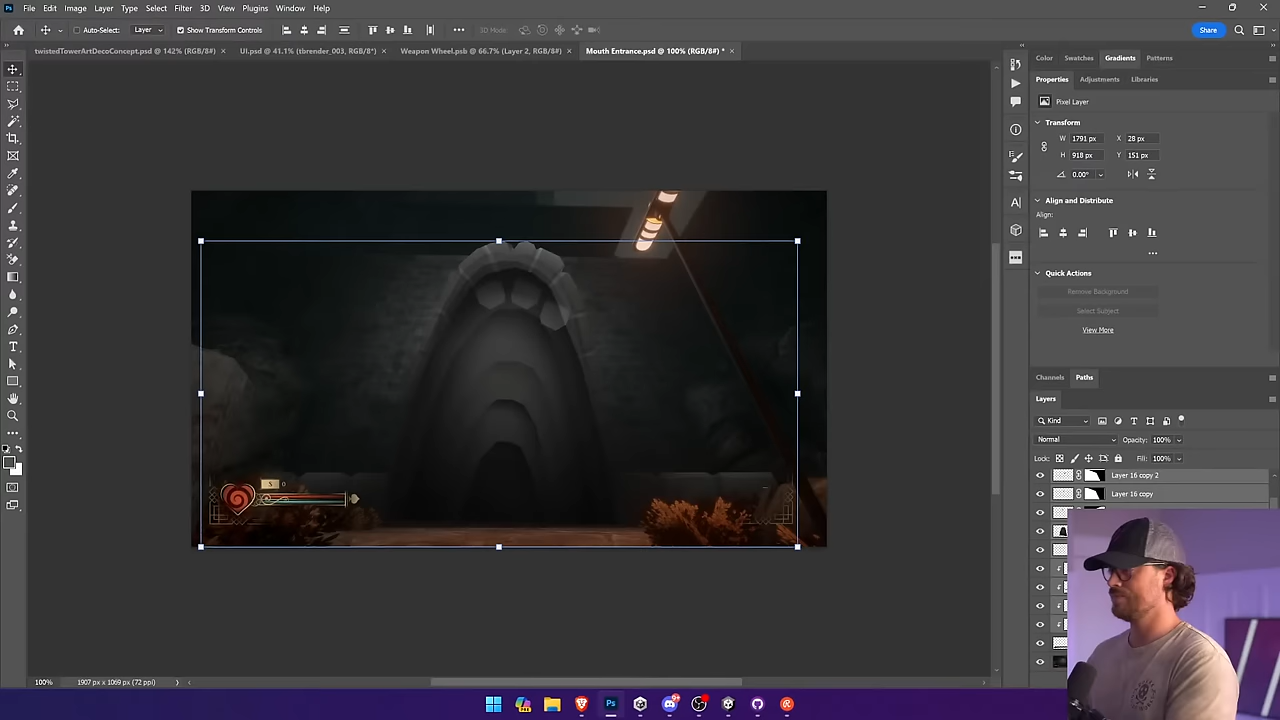 Ps File Edit Image Layer Type Select Filter 3D View Plugins Window Help
Auto-Select: Layer Show Transform Controls 3D Mode: Share
twistedTowerArtDecoConcept.psd @ 142% (RGB/8#) × UI.psd @ 41.1% (tbrender_003, RGB/8#) * × Weapon Wheel.psb @ 66.7% (Layer 2, RGB/8#) × Mouth Entrance.psd @ 100% (RGB/8#) * ×
Color Swatches Gradients Patterns
Properties Adjustments Libraries
Pixel Layer
Transform
W 1791 px X 28 px
H 918 px Y 151 px
0.00°
Align and Distribute
Align:
Quick Actions
Remove Background
Select Subject
View More
Channels Paths
Layers
Kind
Normal Opacity: 100%
Lock: Fill: 100%
Layer 16 copy 2
Layer 16 copy
S 0
100% 1907 px x 1069 px (72 ppi)
Ps